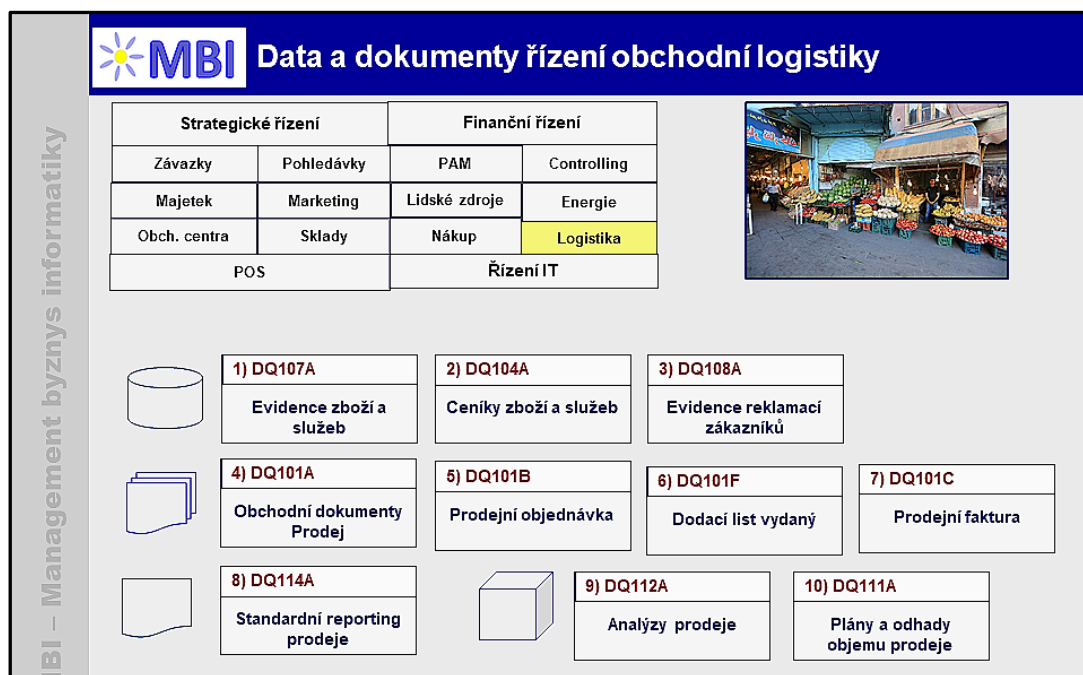 MBI
Data a dokumenty řízení obchodní logistiky
MBI – Management byznys informatiky
Strategické řízení
Finanční řízení
Závazky
Pohledávky
PAM
Controlling
Majetek
Marketing
Lidské zdroje
Energie
Obch. centra
Sklady
Nákup
Logistika
POS
Řízení IT
1) DQ107A
Evidence zboží a
služeb
2) DQ104A
Ceníky zboží a služeb
3) DQ108A
Evidence reklamací
zákazníků
4) DQ101A
Obchodní dokumenty
Prodej
5) DQ101B
Prodejní objednávka
6) DQ101F
Dodací list vydaný
7) DQ101C
Prodejní faktura
8) DQ114A
Standardní reporting
prodeje
9) DQ112A
Analýzy prodeje
10) DQ111A
Plány a odhady
objemu prodeje